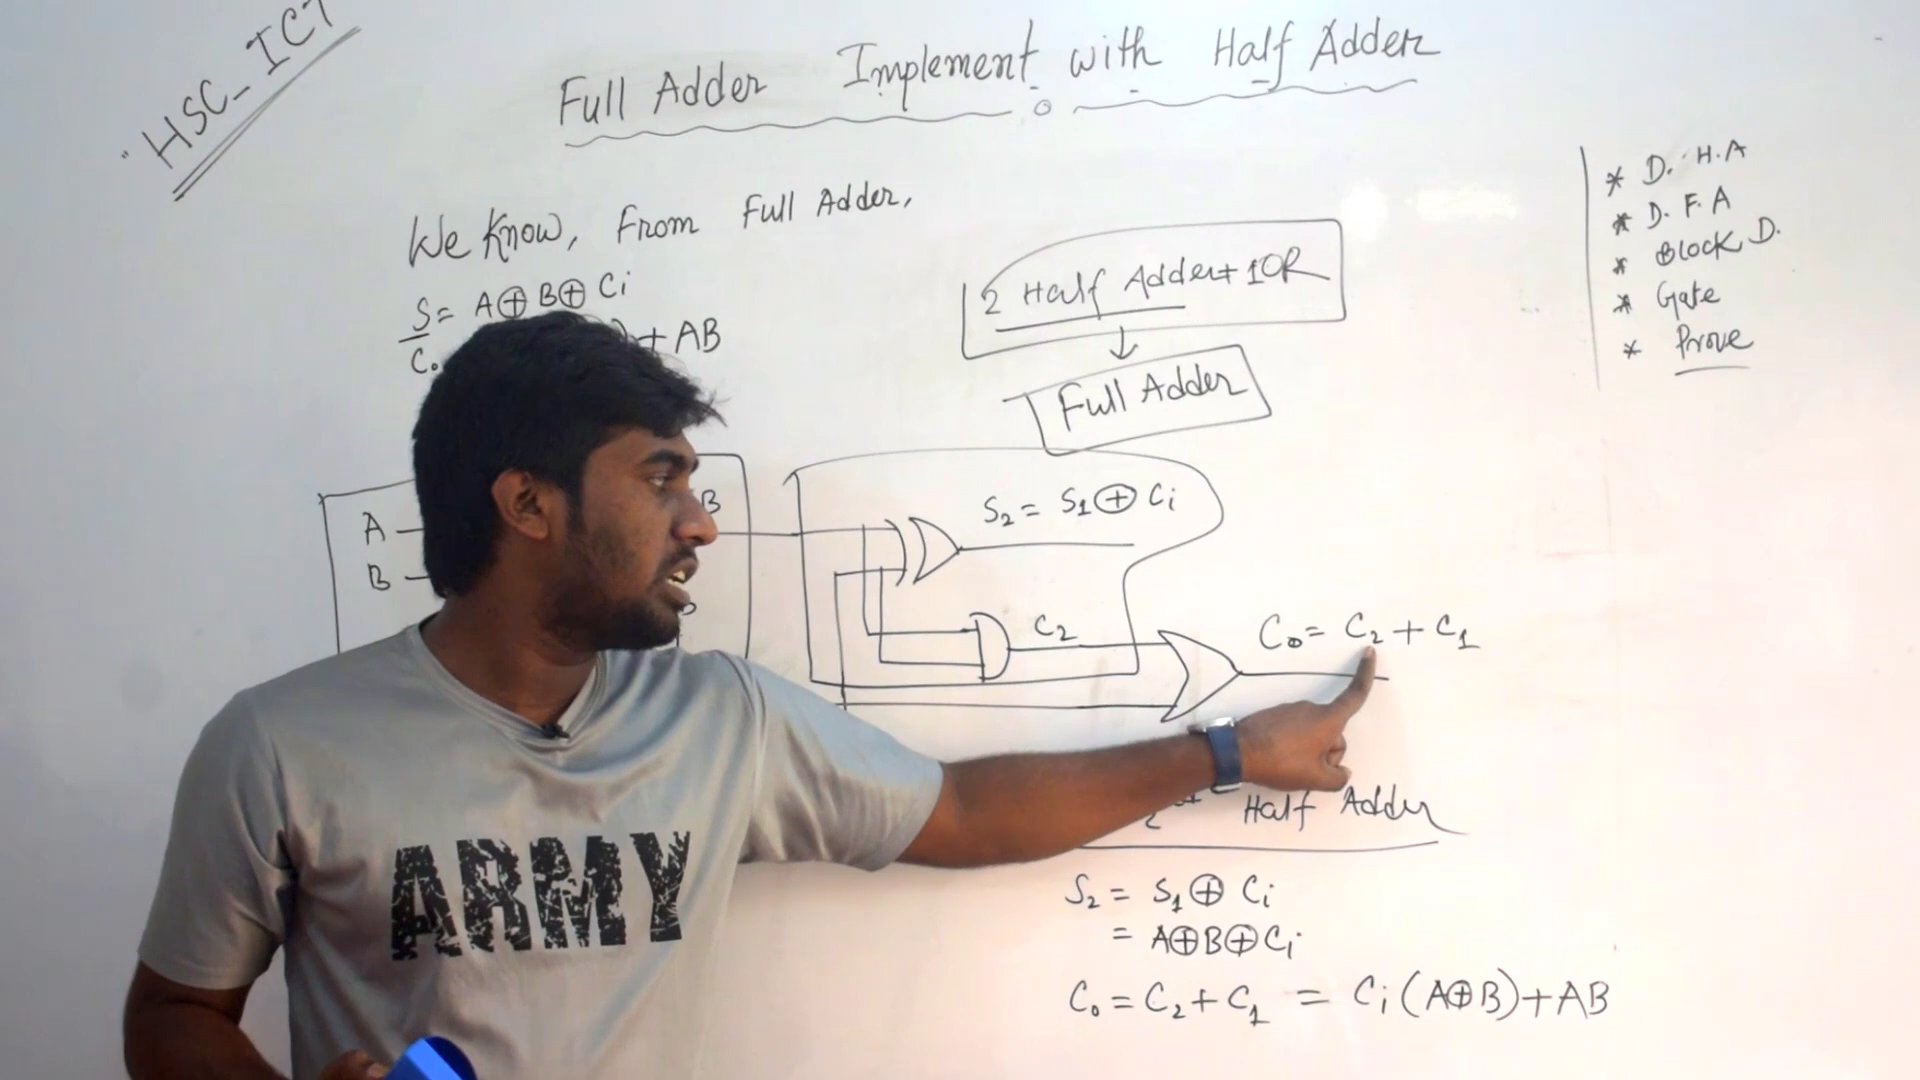 HSC_ICT
Full Adder Implement with Half Adder
We Know, From Full Adder,
S = A⊕B⊕Ci
Co + AB
2 Half Adder+1OR
↓
Full Adder
* D. H.A
* D. F.A
* Block D.
* Gate
* Prove
A
B
B
S2 = S1⊕Ci
C2
Co = C2 + C1
Half Adder
S2 = S1⊕Ci
= A⊕B⊕Ci
Co = C2+C1 = Ci(A⊕B)+AB
ARMY